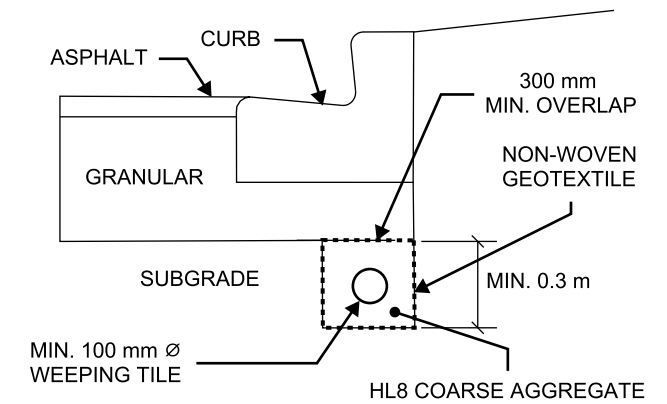 CURB
ASPHALT
300 mm
MIN. OVERLAP
NON-WOVEN
GEOTEXTILE
GRANULAR
SUBGRADE
MIN. 0.3 m
MIN. 100 mm Ø
WEEPING TILE
HL8 COARSE AGGREGATE